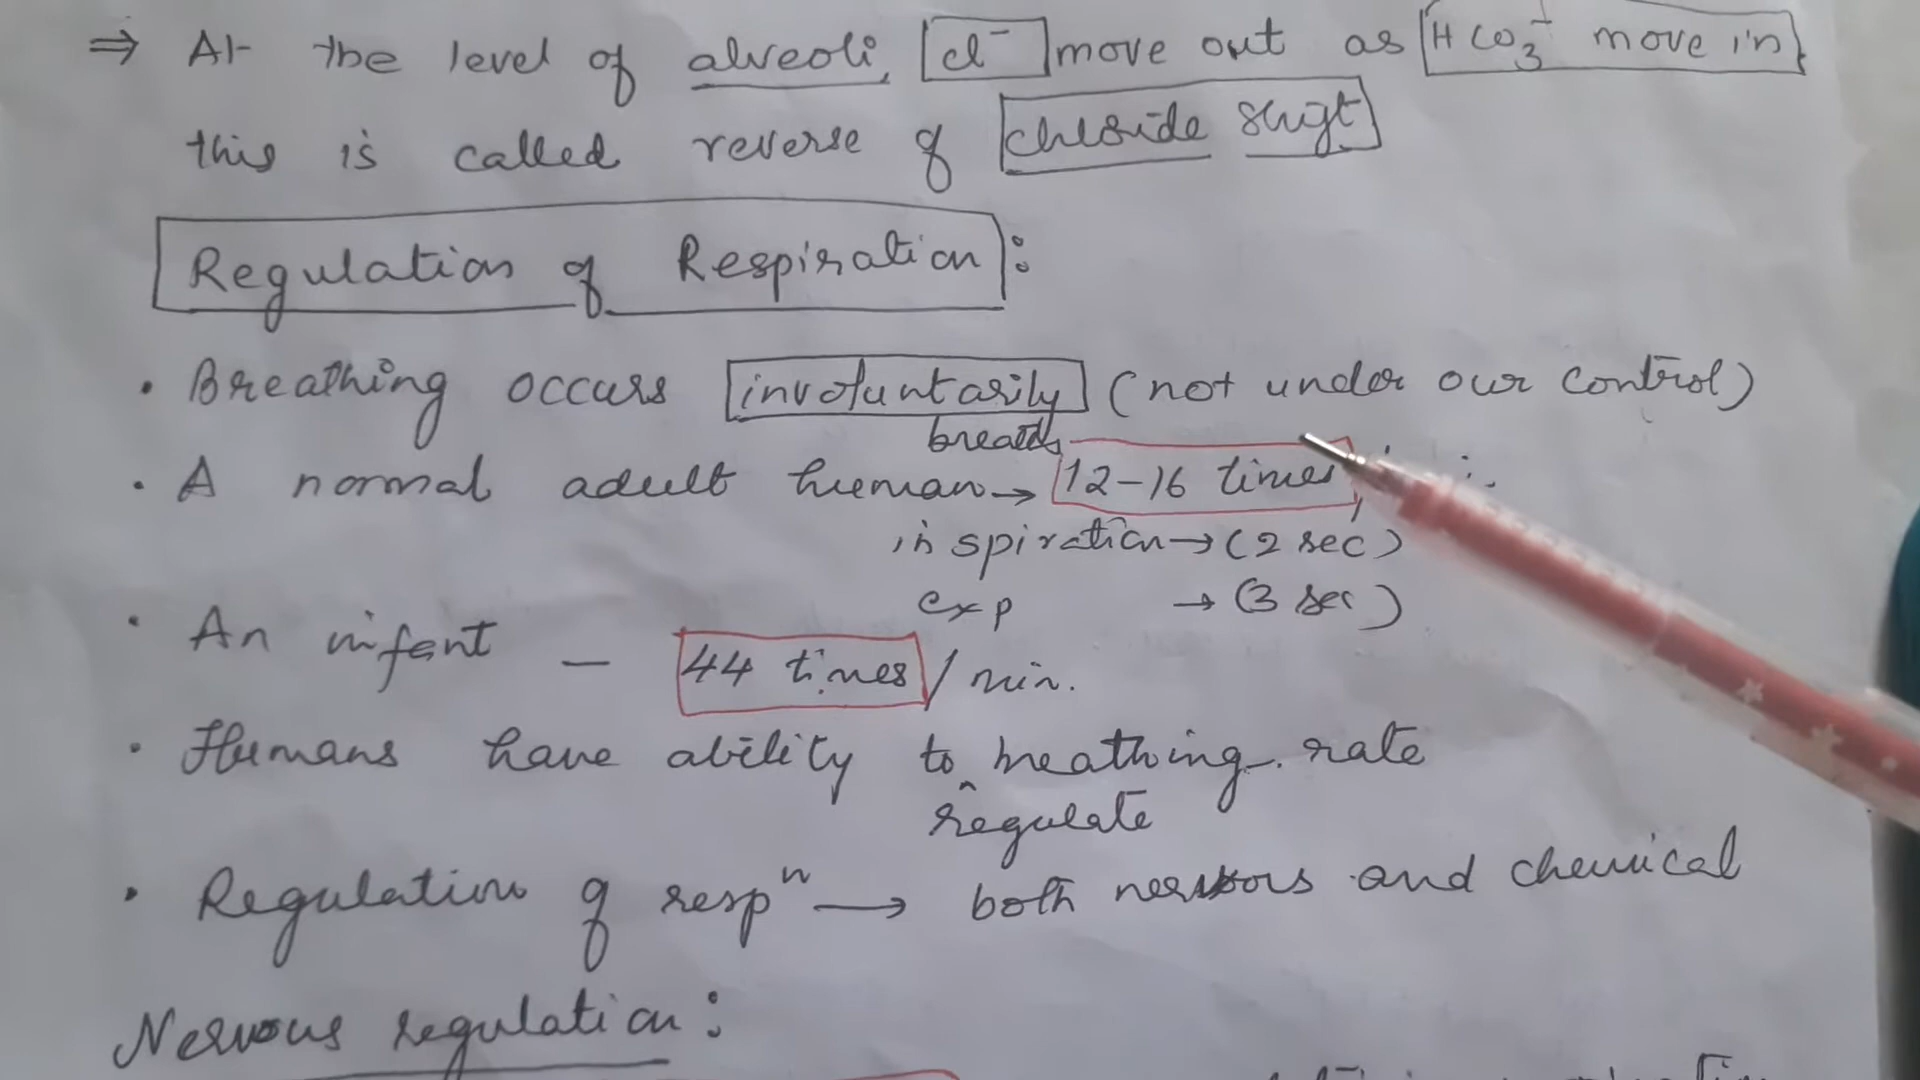 ⇒ At the level of alveoli, Cl⁻ move out as HCO₃⁻ move in
this is called reverse of chloride shift
Regulation of Respiration:
• Breathing occurs involuntarily (not under our control)
breaths
• A normal adult human → 12-16 times/
inspiration → (2 sec)
exp → (3 sec)
• An infant – 44 times / min.
• Humans have ability to breathing rate
regulate
• Regulation of respⁿ → both nervous and chemical
Nervous regulation: